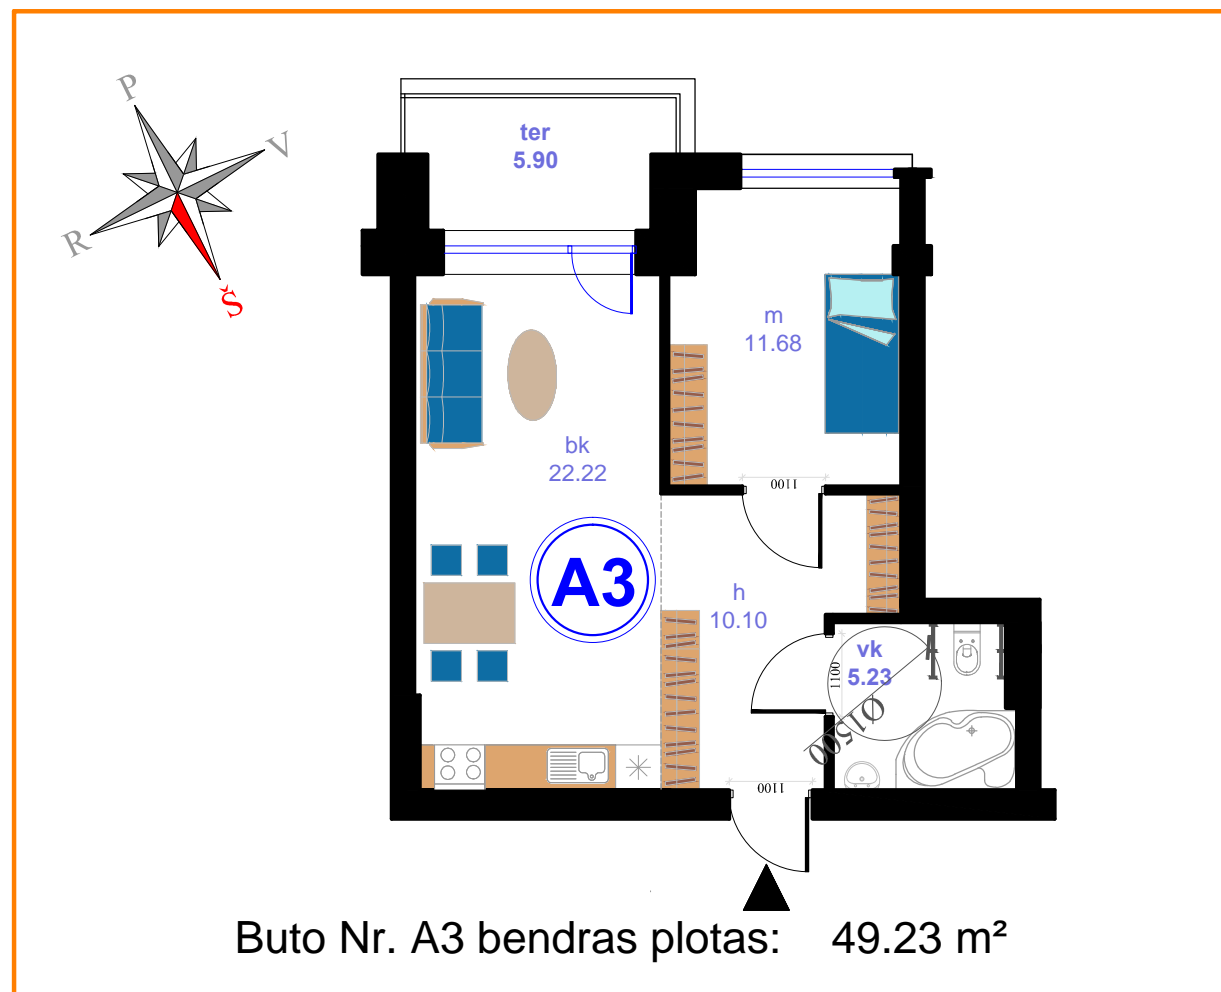 P
V
R
Š
ter
5.90
m
11.68
bk
22.22
1100
A3
h
10.10
vk
5.23
1100
Ø1500
1100
Buto Nr. A3 bendras plotas: 49.23 m²